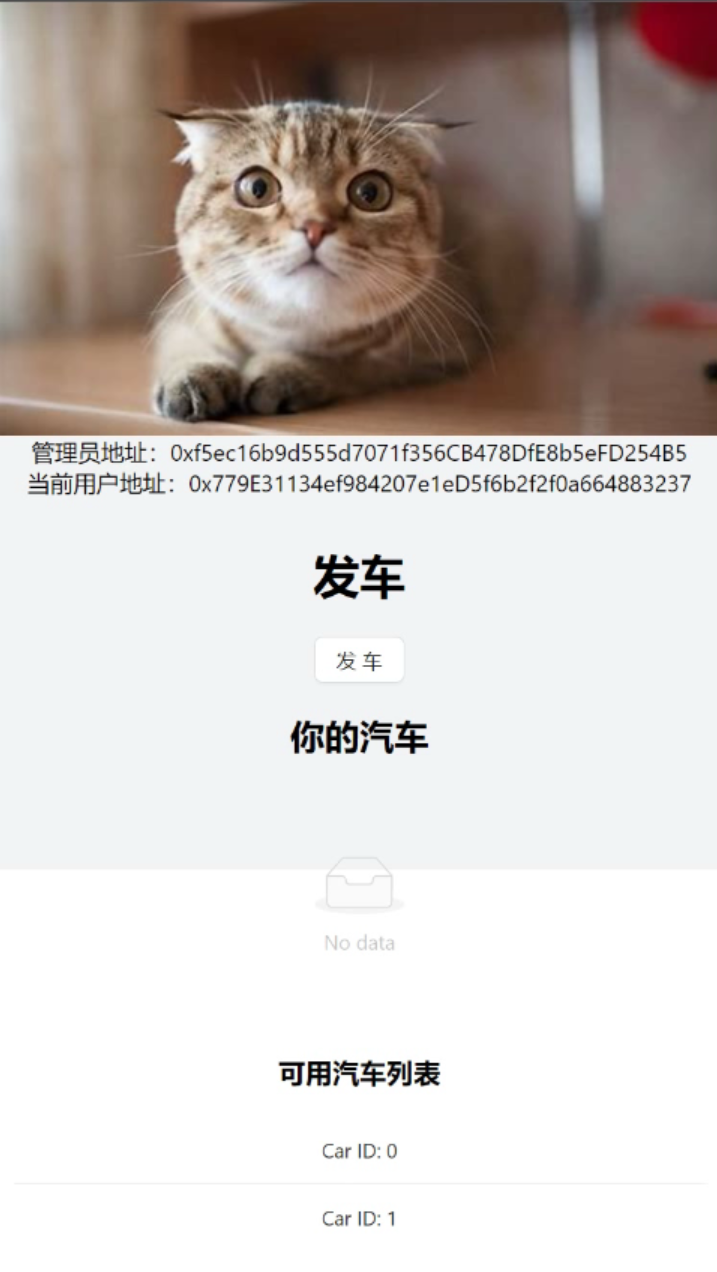 管理员地址：0xf5ec16b9d555d7071f356CB478DfE8b5eFD254B5
当前用户地址：0x779E31134ef984207e1eD5f6b2f2f0a664883237
发车
发 车
你的汽车
No data
可用汽车列表
Car ID: 0
Car ID: 1